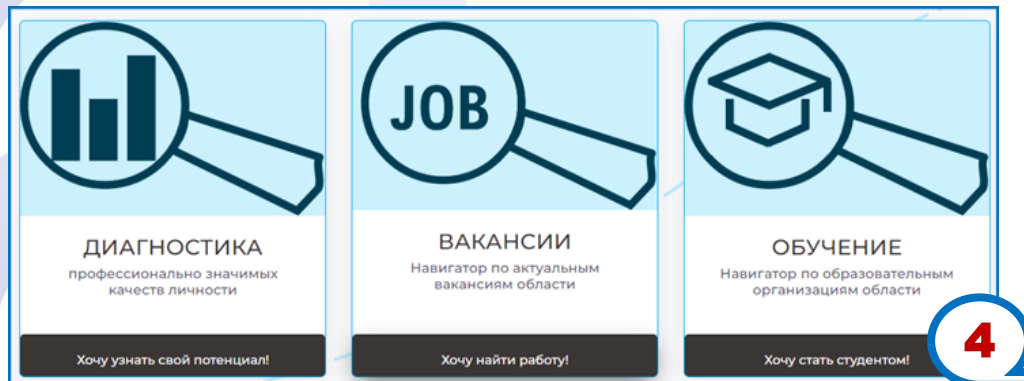 ДИАГНОСТИКА
профессионально значимых
качеств личности
Хочу узнать свой потенциал!
JOB
ВАКАНСИИ
Навигатор по актуальным
вакансиям области
Хочу найти работу!
ОБУЧЕНИЕ
Навигатор по образовательным
организациям области
Хочу стать студентом!
4